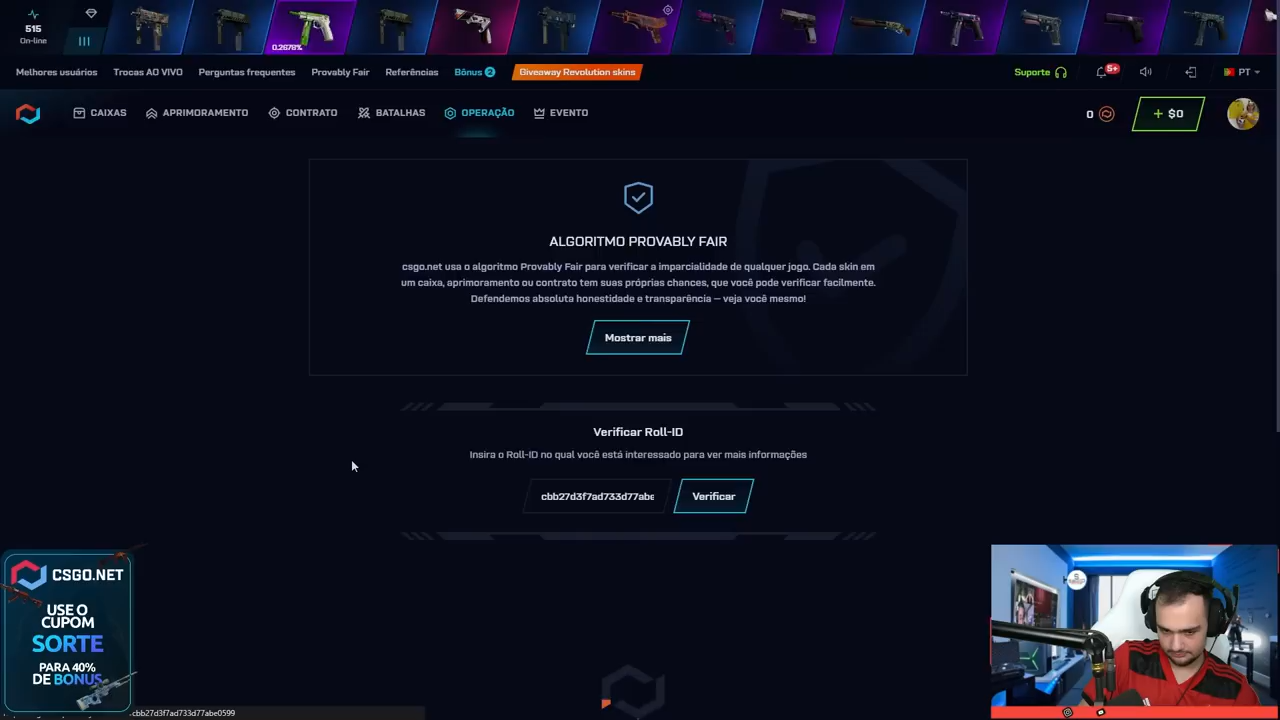 515
On-line
0.2676%
Melhores usuários
Trocas AO VIVO
Perguntas frequentes
Provably Fair
Referências
Bônus 2
Giveaway Revolution skins
Suporte
5+
PT
CAIXAS
APRIMORAMENTO
CONTRATO
BATALHAS
OPERAÇÃO
EVENTO
0
+ $0
ALGORITMO PROVABLY FAIR
csgo.net usa o algoritmo Provably Fair para verificar a imparcialidade de qualquer jogo. Cada skin em
um caixa, aprimoramento ou contrato tem suas próprias chances, que você pode verificar facilmente.
Defendemos absoluta honestidade e transparência — veja você mesmo!
Mostrar mais
Verificar Roll-ID
Insira o Roll-ID no qual você está interessado para ver mais informações
cbb27d3f7ad733d77abe
Verificar
CSGO.NET
USE O
CUPOM
SORTE
PARA 40%
DE BONUS
cbb27d3f7ad733d77abe0599